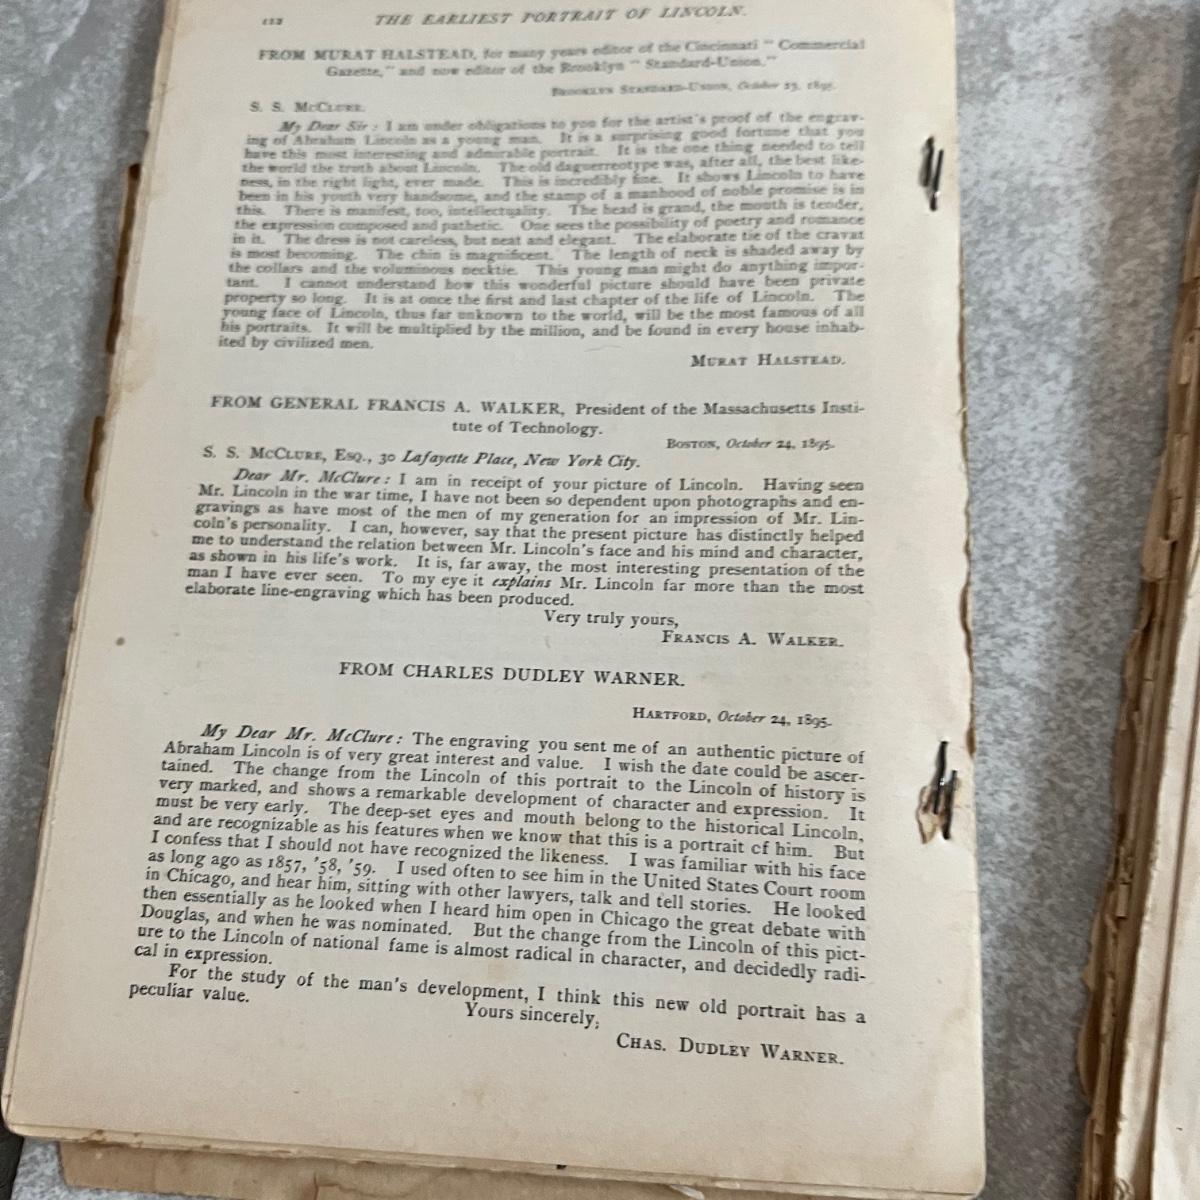 112 THE EARLIEST PORTRAIT OF LINCOLN.
FROM MURAT HALSTEAD, for many years editor of the Cincinnati "Commercial
Gazette," and now editor of the Brooklyn "Standard-Union."
BROOKLYN STANDARD-UNION, October 23, 1895.
S. S. MCCLURE.
My Dear Sir: I am under obligations to you for the artist's proof of the engrav-
ing of Abraham Lincoln as a young man. It is a surprising good fortune that you
have this most interesting and admirable portrait. It is the one thing needed to tell
the world the truth about Lincoln. The old daguerreotype was, after all, the best like-
ness, in the right light, ever made. This is incredibly fine. It shows Lincoln to have
been in his youth very handsome, and the stamp of a manhood of noble promise is in
this. There is manifest, too, intellectuality. The head is grand, the mouth is tender,
the expression composed and pathetic. One sees the possibility of poetry and romance
in it. The dress is not careless, but neat and elegant. The elaborate tie of the cravat
is most becoming. The chin is magnificent. The length of neck is shaded away by
the collars and the voluminous necktie. This young man might do anything impor-
tant. I cannot understand how this wonderful picture should have been private
property so long. It is at once the first and last chapter of the life of Lincoln. The
young face of Lincoln, thus far unknown to the world, will be the most famous of all
his portraits. It will be multiplied by the million, and be found in every house inhab-
ited by civilized men.
MURAT HALSTEAD.
FROM GENERAL FRANCIS A. WALKER, President of the Massachusetts Insti-
tute of Technology.
BOSTON, October 24, 1895.
S. S. MCCLURE, ESQ., 30 Lafayette Place, New York City.
Dear Mr. McClure: I am in receipt of your picture of Lincoln. Having seen
Mr. Lincoln in the war time, I have not been so dependent upon photographs and en-
gravings as have most of the men of my generation for an impression of Mr. Lin-
coln's personality. I can, however, say that the present picture has distinctly helped
me to understand the relation between Mr. Lincoln's face and his mind and character,
as shown in his life's work. It is, far away, the most interesting presentation of the
man I have ever seen. To my eye it explains Mr. Lincoln far more than the most
elaborate line-engraving which has been produced.
Very truly yours,
FRANCIS A. WALKER.
FROM CHARLES DUDLEY WARNER.
HARTFORD, October 24, 1895.
My Dear Mr. McClure: The engraving you sent me of an authentic picture of
Abraham Lincoln is of very great interest and value. I wish the date could be ascer-
tained. The change from the Lincoln of this portrait to the Lincoln of history is
very marked, and shows a remarkable development of character and expression. It
must be very early. The deep-set eyes and mouth belong to the historical Lincoln,
and are recognizable as his features when we know that this is a portrait of him. But
I confess that I should not have recognized the likeness. I was familiar with his face
as long ago as 1857, '58, '59. I used often to see him in the United States Court room
in Chicago, and hear him, sitting with other lawyers, talk and tell stories. He looked
then essentially as he looked when I heard him open in Chicago the great debate with
Douglas, and when he was nominated. But the change from the Lincoln of this pict-
ure to the Lincoln of national fame is almost radical in character, and decidedly radi-
cal in expression.
For the study of the man's development, I think this new old portrait has a
peculiar value.
Yours sincerely,
CHAS. DUDLEY WARNER.